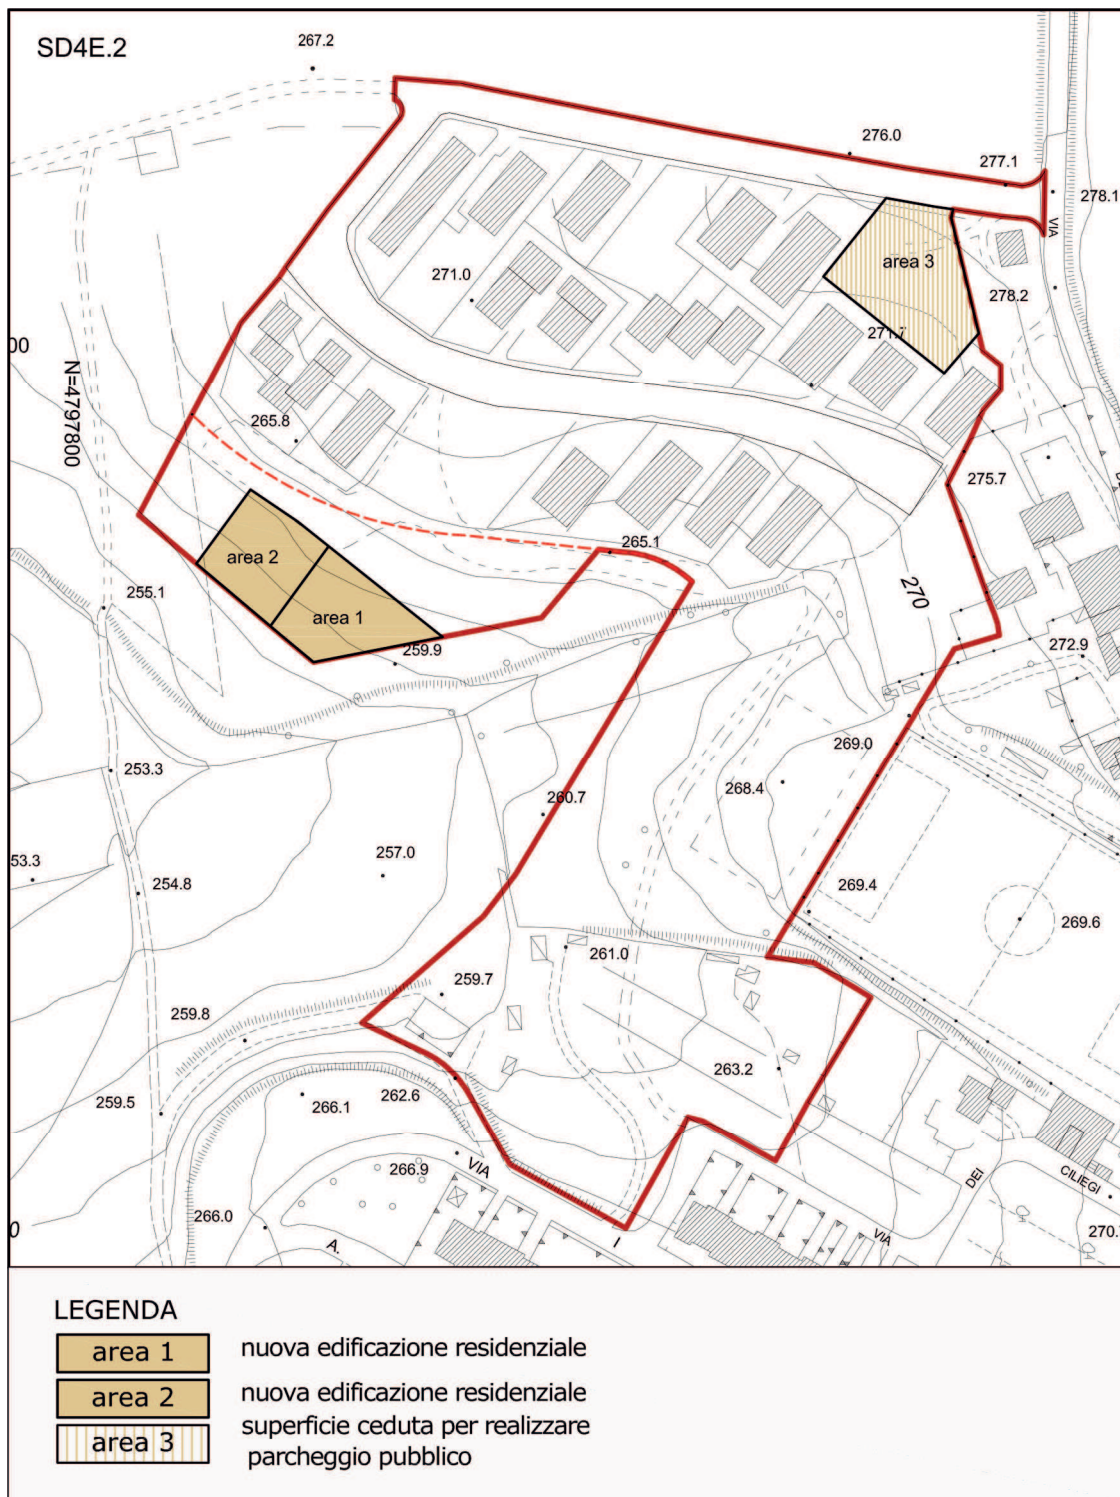 SD4E.2
267.2
276.0
277.1
278.1
VIA
area 3
271.0
278.2
271.7
00
N=4797800
265.8
275.7
area 2
265.1
255.1
270
area 1
259.9
272.9
269.0
253.3
268.4
260.7
257.0
53.3
254.8
269.4
269.6
261.0
259.7
259.8
263.2
262.6
266.1
259.5
266.9
VIA
DEI
CILIEGI
266.0
0
VIA
270.
A.
I
LEGENDA
area 1 nuova edificazione residenziale
area 2 nuova edificazione residenziale
area 3 superficie ceduta per realizzare
parcheggio pubblico